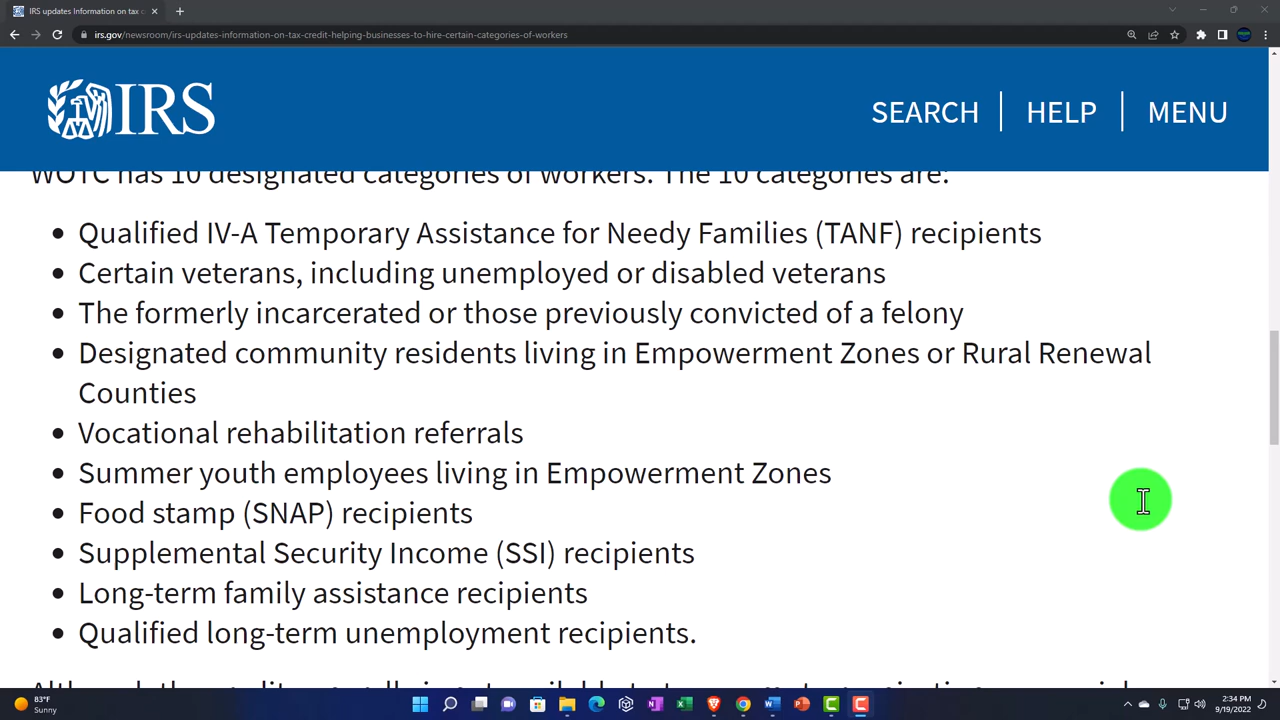 IRS updates Information on tax c
irs.gov/newsroom/irs-updates-information-on-tax-credit-helping-businesses-to-hire-certain-categories-of-workers
IRS
SEARCH
HELP
MENU
WOTC has 10 designated categories of workers. The 10 categories are:
Qualified IV-A Temporary Assistance for Needy Families (TANF) recipients
Certain veterans, including unemployed or disabled veterans
The formerly incarcerated or those previously convicted of a felony
Designated community residents living in Empowerment Zones or Rural Renewal
Counties
Vocational rehabilitation referrals
Summer youth employees living in Empowerment Zones
Food stamp (SNAP) recipients
Supplemental Security Income (SSI) recipients
Long-term family assistance recipients
Qualified long-term unemployment recipients.
83°F
Sunny
2:34 PM
9/19/2022